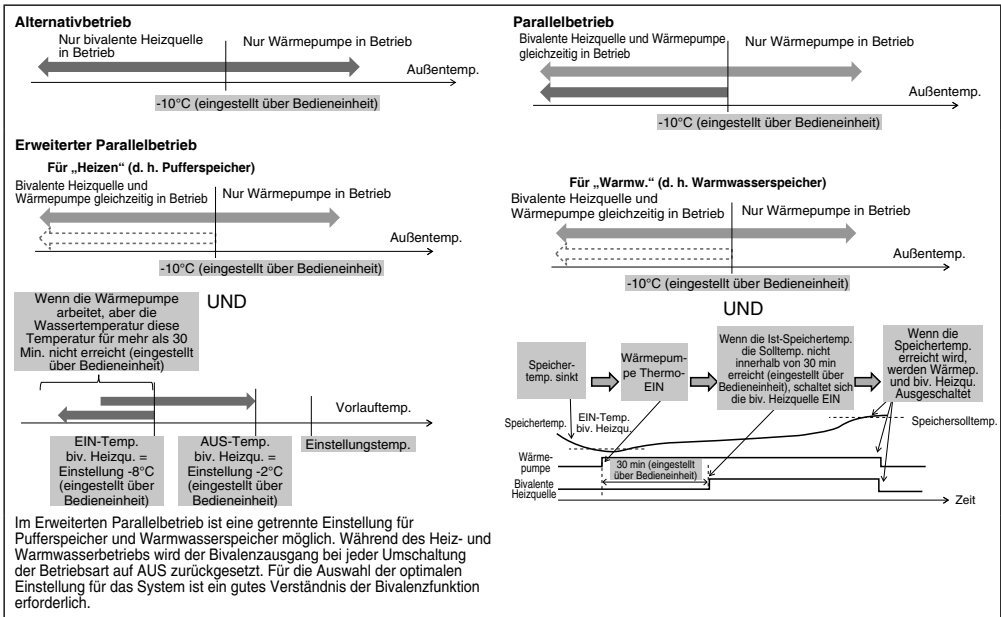 Alternativbetrieb
Nur bivalente Heizquelle
in Betrieb
Nur Wärmepumpe in Betrieb
Außentemp.
-10°C (eingestellt über Bedieneinheit)
Parallelbetrieb
Bivalente Heizquelle und Wärmepumpe
gleichzeitig in Betrieb
Nur Wärmepumpe in Betrieb
Außentemp.
-10°C (eingestellt über Bedieneinheit)
Erweiterter Parallelbetrieb
Für „Heizen“ (d. h. Pufferspeicher)
Bivalente Heizquelle und
Wärmepumpe gleichzeitig in Betrieb
Nur Wärmepumpe in Betrieb
Außentemp.
-10°C (eingestellt über Bedieneinheit)
UND
Wenn die Wärmepumpe
arbeitet, aber die
Wassertemperatur diese
Temperatur für mehr als 30
Min. nicht erreicht (eingestellt
über Bedieneinheit)
Vorlauftemp.
EIN-Temp.
biv. Heizqu. =
Einstellung -8°C
(eingestellt über
Bedieneinheit)
AUS-Temp.
biv. Heizqu. =
Einstellung -2°C
(eingestellt über
Bedieneinheit)
Einstellungstemp.
Für „Warmw.“ (d. h. Warmwasserspeicher)
Bivalente Heizquelle und
Wärmepumpe gleichzeitig in Betrieb
Nur Wärmepumpe in Betrieb
Außentemp.
-10°C (eingestellt über Bedieneinheit)
UND
Speicher-
temp. sinkt
Wärmepum-
pe Thermo-
EIN
Wenn die Ist-Speichertemp.
die Solltemp. nicht
innerhalb von 30 min
erreicht (eingestellt über
Bedieneinheit), schaltet sich
die biv. Heizquelle EIN
Wenn die
Speichertemp.
erreicht wird,
werden Wärmep.
und biv. Heizqu.
Ausgeschaltet
Speichertemp.
EIN-Temp.
biv. Heizqu.
Speichersolltemp.
Wärme-
pumpe
30 min (eingestellt
über Bedieneinheit)
Bivalente
Heizquelle
Zeit
Im Erweiterten Parallelbetrieb ist eine getrennte Einstellung für
Pufferspeicher und Warmwasserspeicher möglich. Während des Heiz- und
Warmwasserbetriebs wird der Bivalenzausgang bei jeder Umschaltung
der Betriebsart auf AUS zurückgesetzt. Für die Auswahl der optimalen
Einstellung für das System ist ein gutes Verständnis der Bivalenzfunktion
erforderlich.